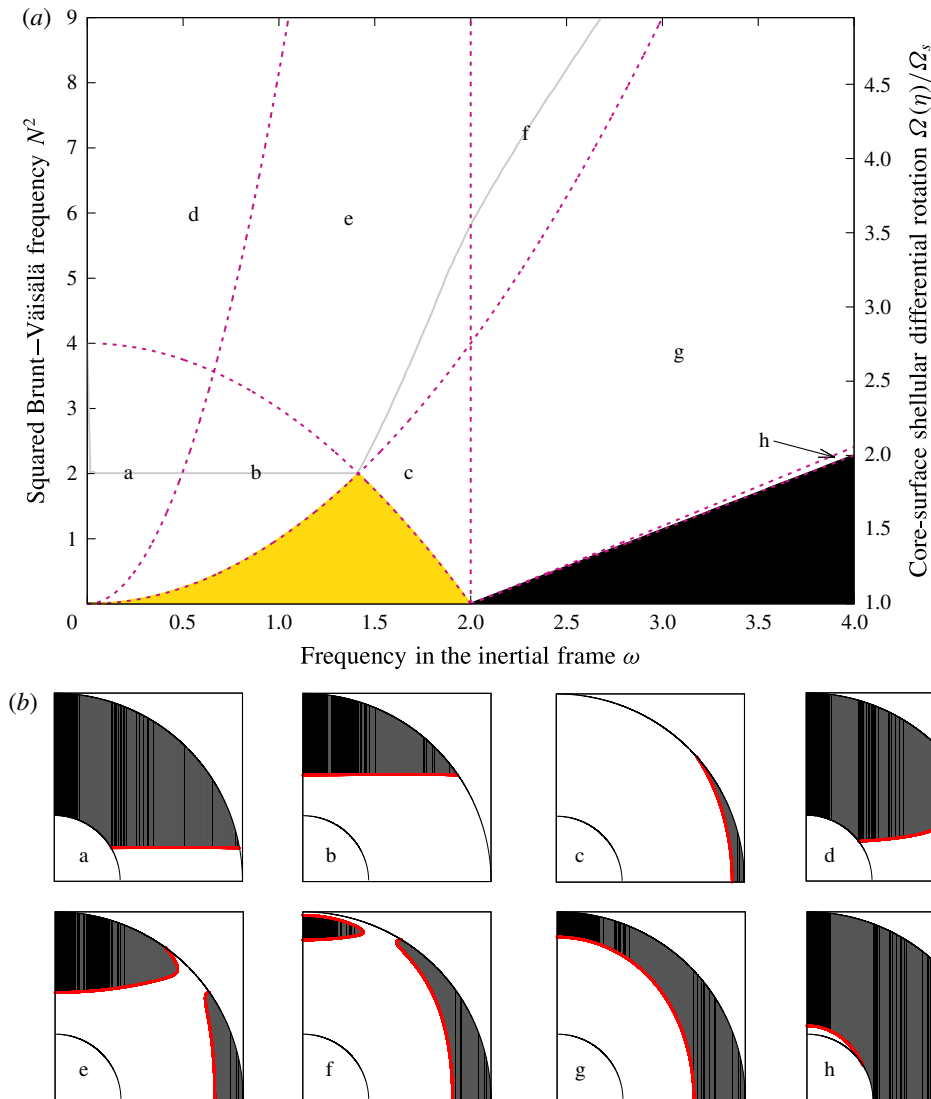 (a)
9
8
7
6
5
4
3
2
1
0
0.5
1.0
1.5
2.0
2.5
3.0
3.5
4.0
4.5
4.0
3.5
3.0
2.5
2.0
1.5
1.0
Squared Brunt–Väisälä frequency N²
Core-surface shellular differential rotation Ω(η)/Ωₛ
Frequency in the inertial frame ω
d
e
f
g
h
a
b
c
(b)
a
b
c
d
e
f
g
h